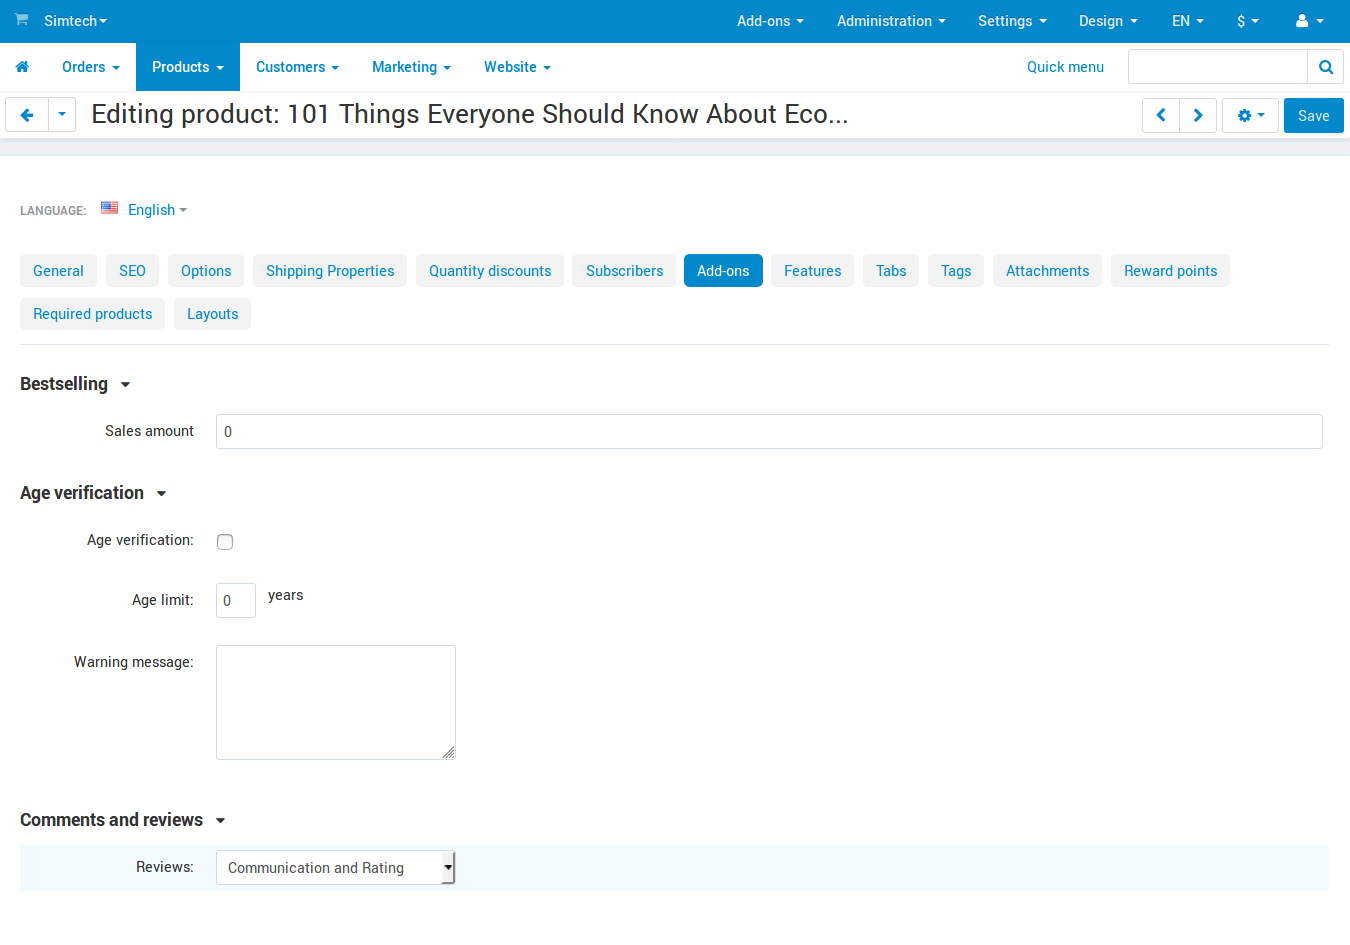 Simtech Add-ons Administration Settings Design EN $
Orders Products Customers Marketing Website Quick menu
Editing product: 101 Things Everyone Should Know About Eco... Save
LANGUAGE: English
General SEO Options Shipping Properties Quantity discounts Subscribers Add-ons Features Tabs Tags Attachments Reward points
Required products Layouts
Bestselling
Sales amount 0
Age verification
Age verification:
Age limit: 0 years
Warning message:
Comments and reviews
Reviews: Communication and Rating